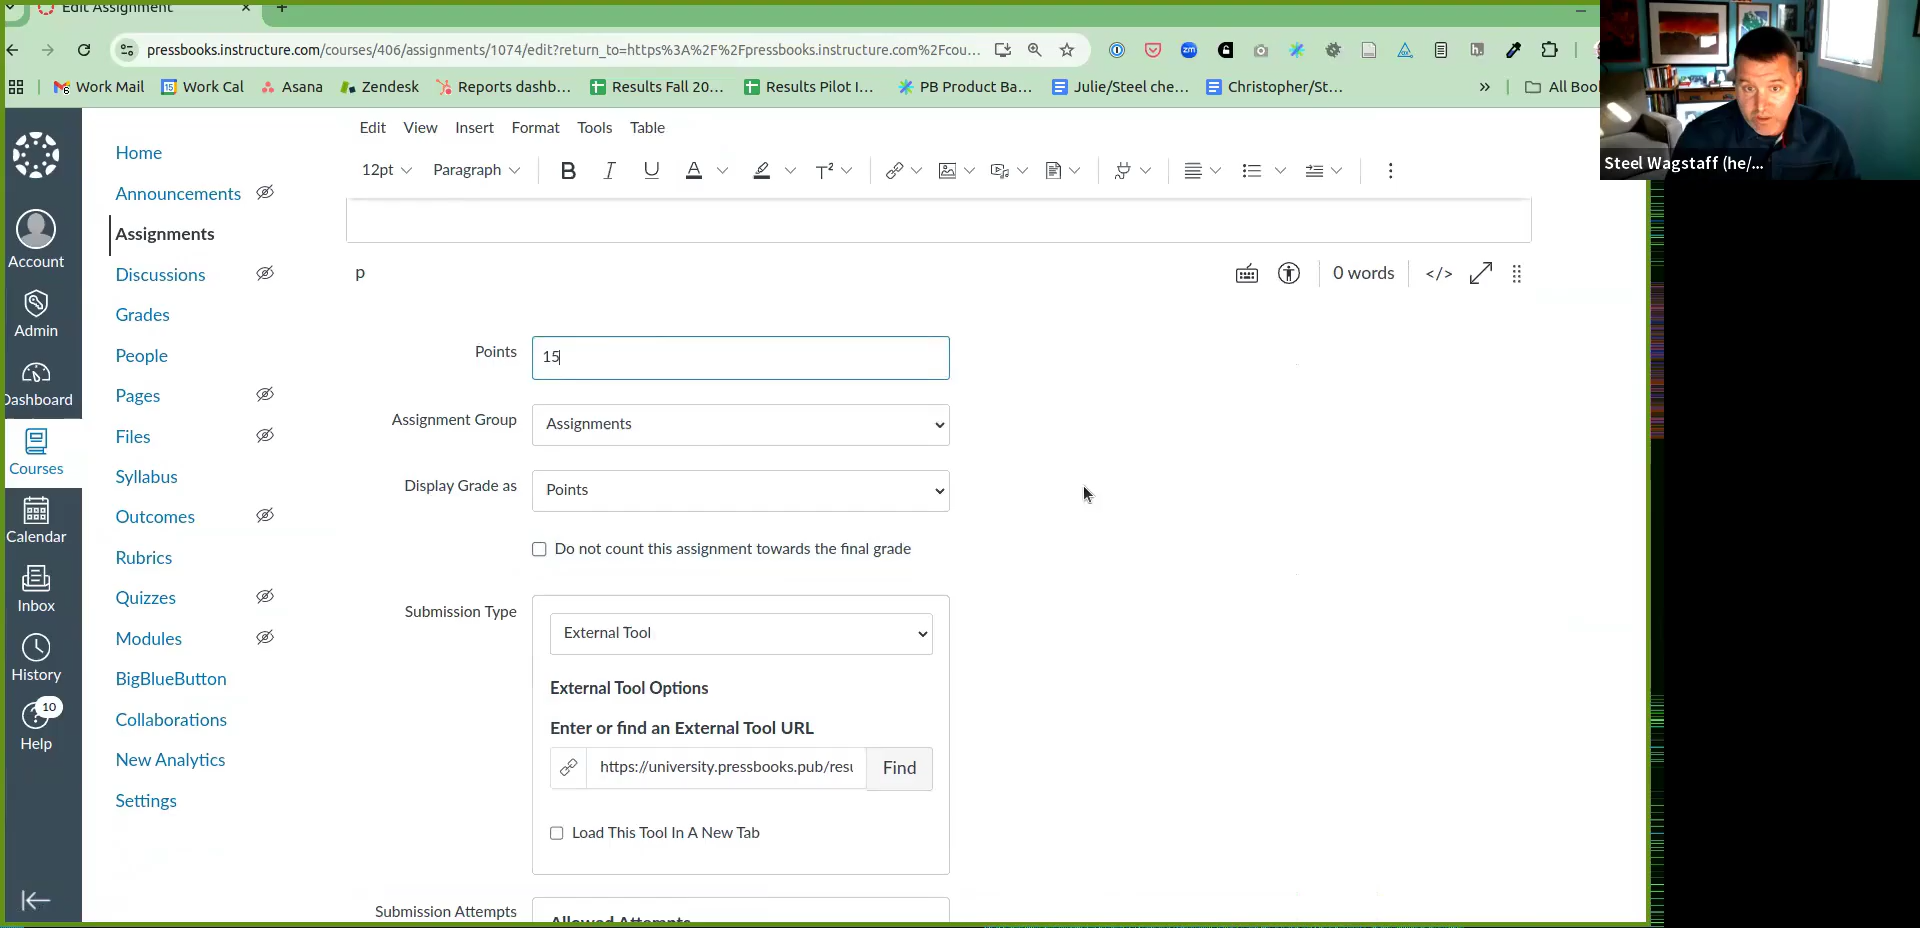 Edit Assignment
pressbooks.instructure.com/courses/406/assignments/1074/edit?return_to=https%3A%2F%2Fpressbooks.instructure.com%2Fcou...
Work Mail
Work Cal
Asana
Zendesk
Reports dashb...
Results Fall 20...
Results Pilot I...
PB Product Ba...
Julie/Steel che...
Christopher/St...
»
All Boo
Steel Wagstaff (he/...
Account
Admin
Dashboard
Courses
Calendar
Inbox
History
10
Help
Home
Announcements
Assignments
Discussions
Grades
People
Pages
Files
Syllabus
Outcomes
Rubrics
Quizzes
Modules
BigBlueButton
Collaborations
New Analytics
Settings
Edit View Insert Format Tools Table
12pt Paragraph B I U A T²
p
0 words </>
Points 15
Assignment Group Assignments
Display Grade as Points
Do not count this assignment towards the final grade
Submission Type
External Tool
External Tool Options
Enter or find an External Tool URL
https://university.pressbooks.pub/resu Find
Load This Tool In A New Tab
Submission Attempts
Allowed Attempts